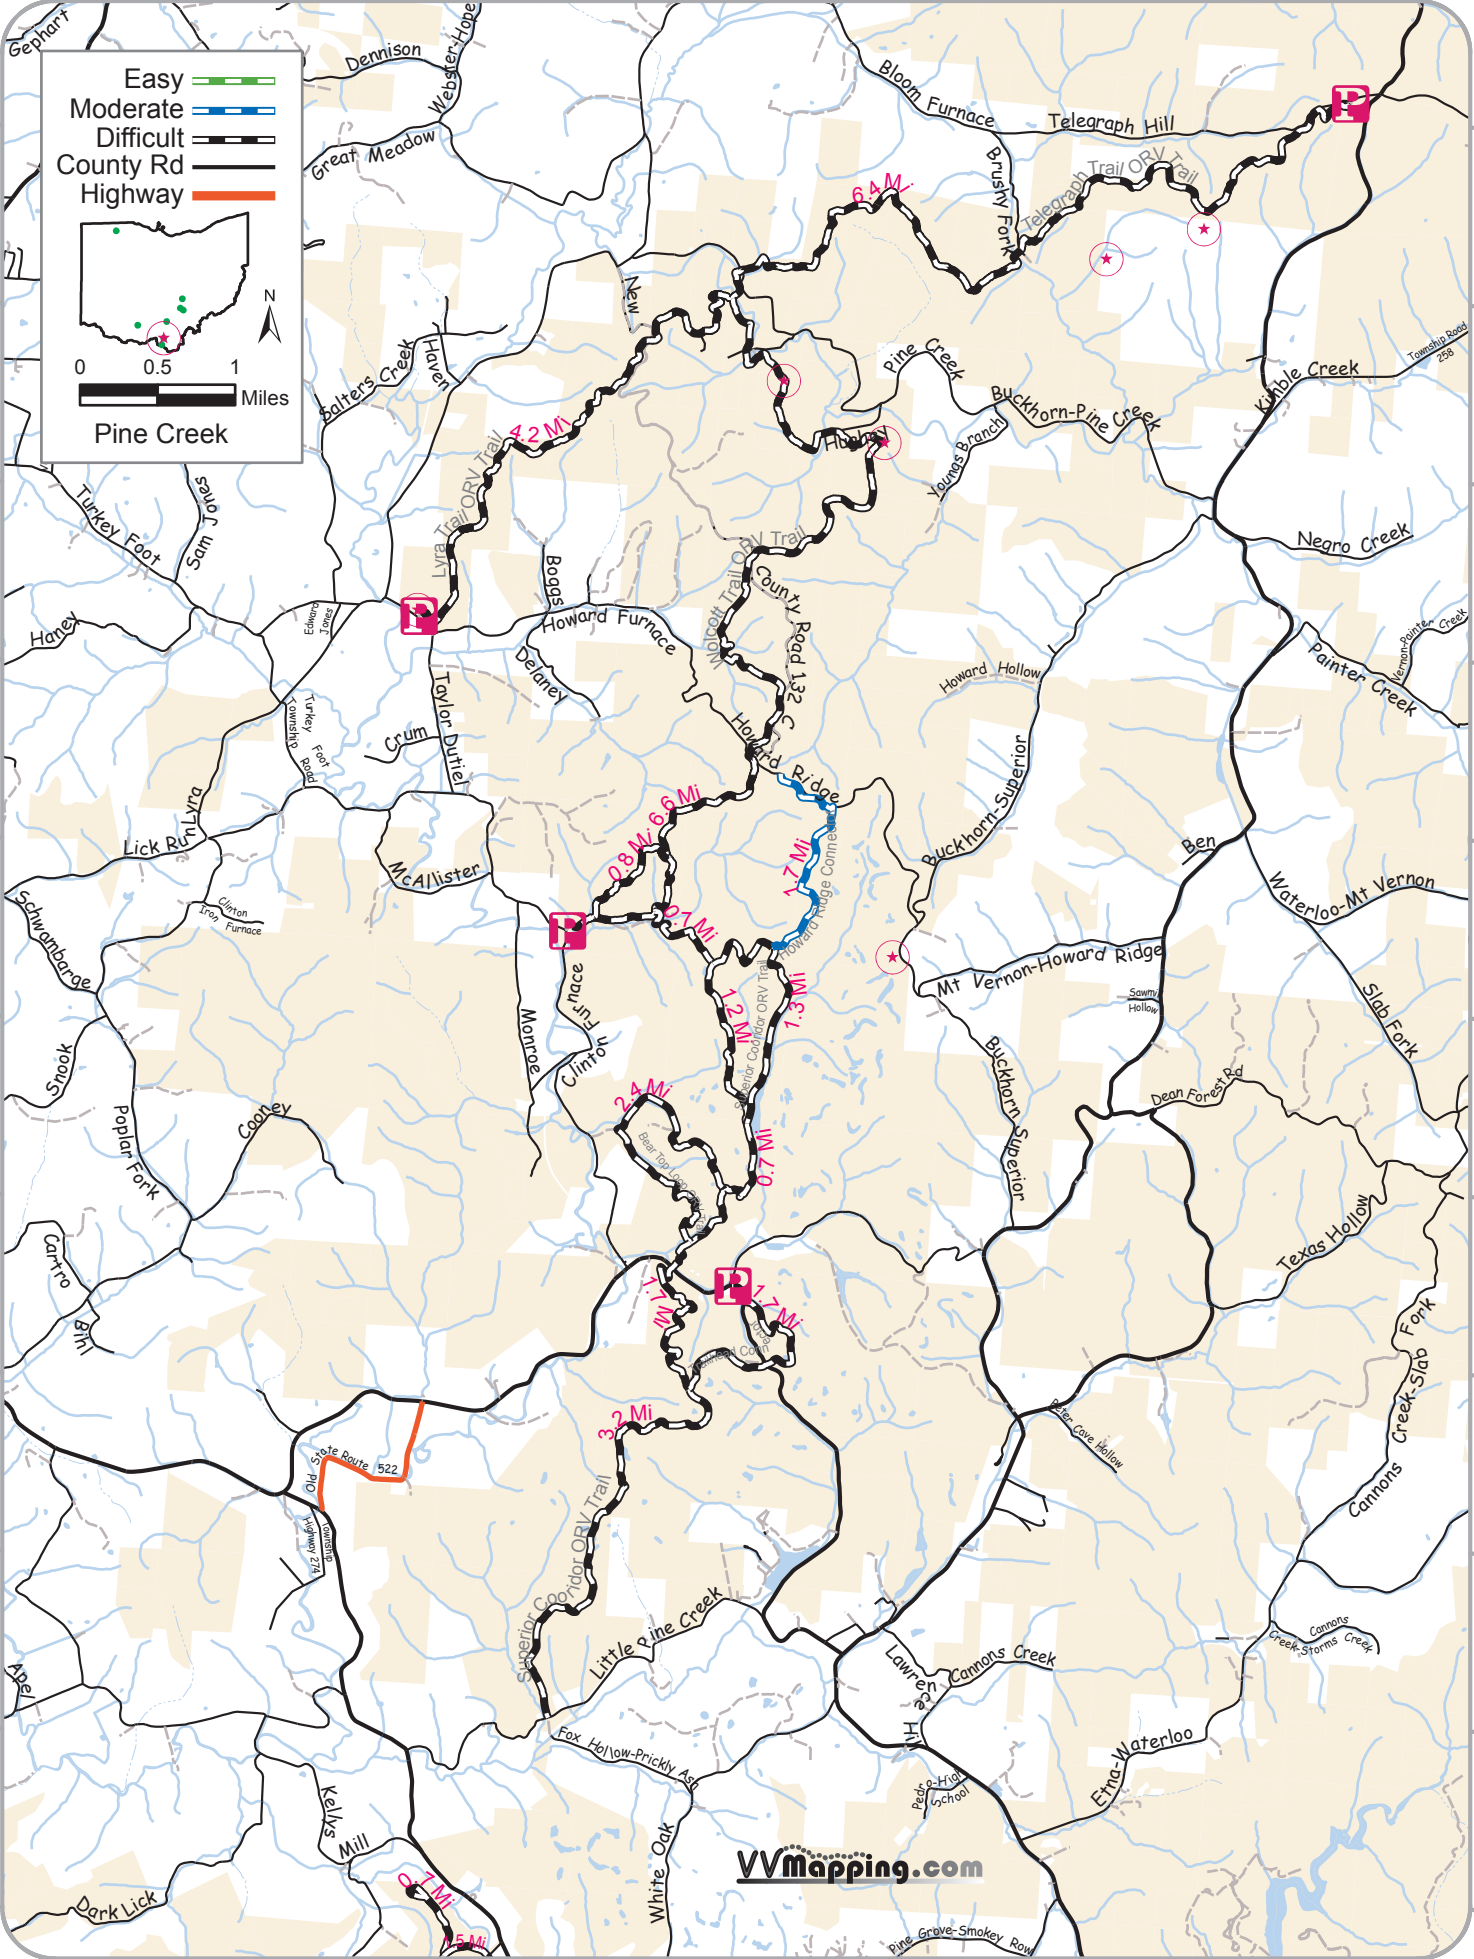 Gephart
Dennison
Webster-Hope
Great Meadow
Easy
Moderate
Difficult
County Rd
Highway
N
0 0.5 1
Miles
Pine Creek
Bloom Furnace
Telegraph Hill
P
Brushy Fork
Telegraph Trail ORV Trail
6.4 Mi
New
Salters Creek
Haven
Pine Creek
Buckhorn-Pine Creek
Youngs Branch
Kimble Creek
Township Road
258
4.2 Mi
Lyra Trail ORV Trail
Turkey Foot
Sam Jones
Negro Creek
Wolcott Trail ORV Trail
County Road 132 C
Boggs
Howard Furnace
Delaney
P
Edward
Jones
Haney
Howard Hollow
Painter Creek
Vernon-Painter Creek
Taylor Dutiel
Crum
Turkey Foot
Township Road
Howard Ridge
Buckhorn-Superior
Lick Run
Lyra
McAllister
6.6 Mi
0.8 Mi
1.7 Mi
0.7 Mi
Ben
Waterloo-Mt Vernon
Schwambarge
Clinton
Iron Furnace
P
Mt Vernon-Howard Ridge
Sawmill
Hollow
Slab Fork
1.2 Mi
1.3 Mi
Superior Cooridor ORV Trail
Clinton Furnace
Monroe
Snook
Poplar Fork
Cooney
Buckhorn Superior
Dean Forest Rd
2.4 Mi
Bear Top Loop ORV Trail
0.7 Mi
Cartro
Bihl
Texas Hollow
P
1.7 Mi
1.7 Mi
Creek-Slab Fork
Cannons
3.2 Mi
Peter Cave Hollow
Old State Route 522
Township
Highway 274
Superior Cooridor ORV Trail
Little Pine Creek
Lawrence Hill
Cannons Creek
Cannons
Creek-Storms Creek
Apel
Fox Hollow-Prickly Ash
Etna-Waterloo
Pedro-High
School
Kellys Mill
White Oak
VVMapping.com
Dark Lick
0.7 Mi
1.5 Mi
Pine Grove-Smokey Row